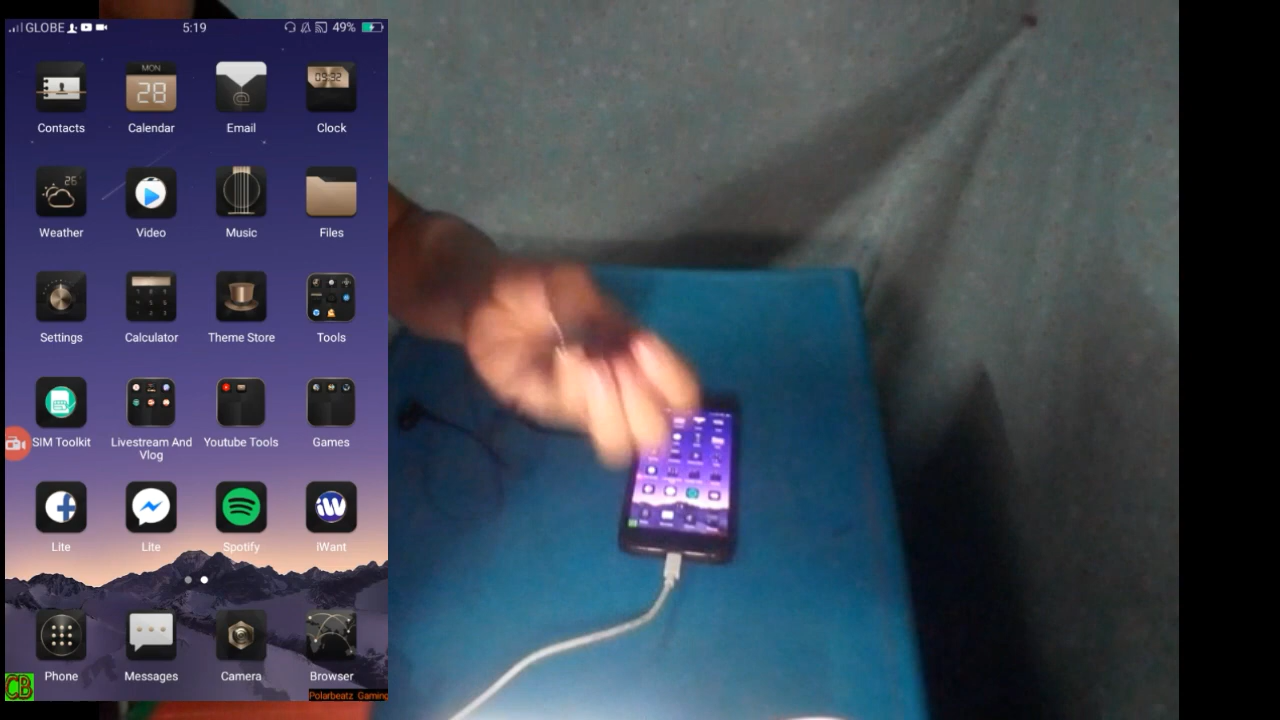 GLOBE 5:19 49%
MON
28
@
09:32
Contacts Calendar Email Clock
26°
Weather Video Music Files
Settings Calculator Theme Store Tools
SIM Toolkit Livestream And Vlog Youtube Tools Games
iW
Lite Lite Spotify iWant
Phone Messages Camera Browser
CB
Polarbeatz Gaming